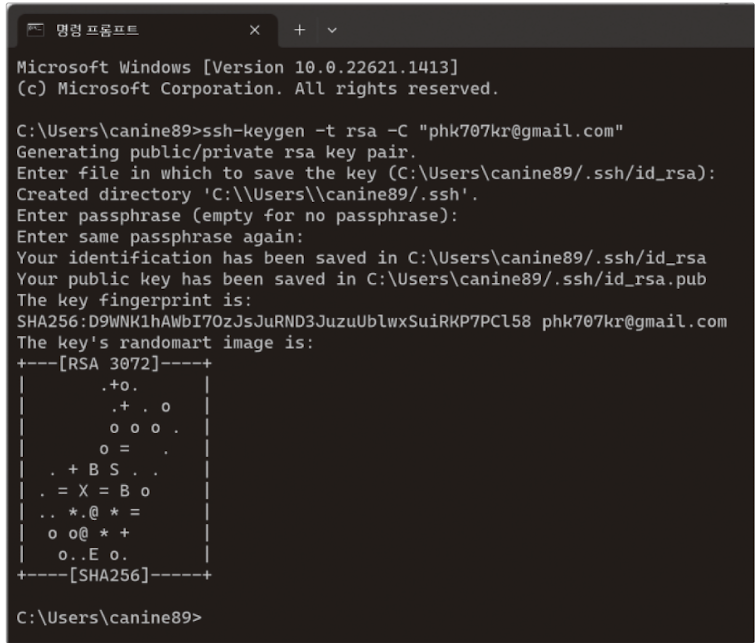 명령 프롬프트
Microsoft Windows [Version 10.0.22621.1413]
(c) Microsoft Corporation. All rights reserved.
C:\Users\canine89>ssh-keygen -t rsa -C "phk707kr@gmail.com"
Generating public/private rsa key pair.
Enter file in which to save the key (C:\Users\canine89/.ssh/id_rsa):
Created directory 'C:\\Users\\canine89/.ssh'.
Enter passphrase (empty for no passphrase):
Enter same passphrase again:
Your identification has been saved in C:\Users\canine89/.ssh/id_rsa
Your public key has been saved in C:\Users\canine89/.ssh/id_rsa.pub
The key fingerprint is:
SHA256:D9WNK1hAWbI7OzJsJuRND3JuzuUblwxSuiRKP7PCl58 phk707kr@gmail.com
The key's randomart image is:
+---[RSA 3072]----+
|        .+o.     |
|         .+ . o  |
|         o o o . |
|        o =   .  |
|   . + B S . .   |
|  . = X = B o    |
|  .. *.@ * =     |
|   o o@ * +      |
|    o..E o.      |
+----[SHA256]-----+
C:\Users\canine89>